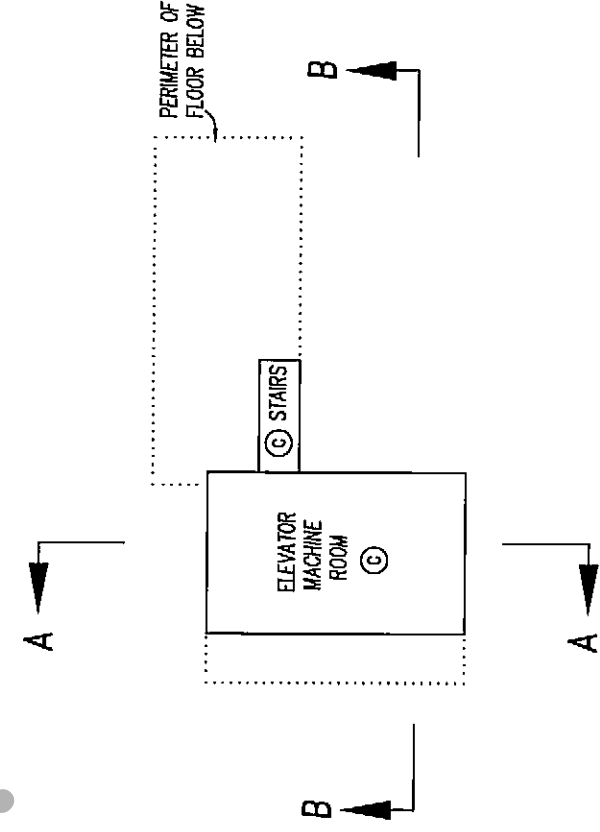 A
PERIMETER OF
FLOOR BELOW
ELEVATOR
MACHINE
ROOM
C
C STAIRS
B
B
A